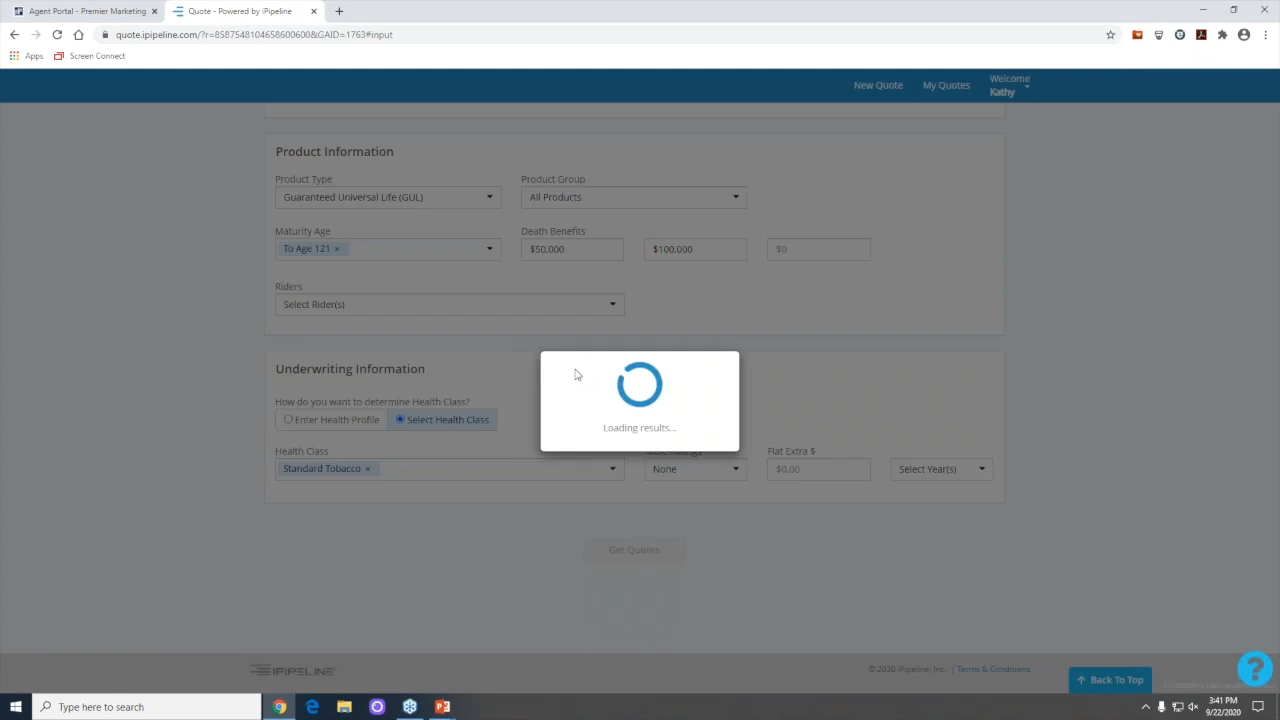 Agent Portal - Premier Marketing
Quote - Powered by iPipeline
quote.ipipeline.com/?r=8587548104658600600&GAID=1763#input
Apps
Screen Connect
New Quote
My Quotes
Welcome
Kathy
Product Information
Product Type
Product Group
Guaranteed Universal Life (GUL)
All Products
Maturity Age
Death Benefits
To Age 121 ×
$50,000
$100,000
$0
Riders
Select Rider(s)
Underwriting Information
How do you want to determine Health Class?
Enter Health Profile
Select Health Class
Loading results...
Health Class
Flat Extra $
Standard Tobacco ×
None
$0.00
Select Year(s)
Get Quotes
IPIPELINE
© 2020 iPipeline, Inc. | Terms & Conditions
Back To Top
?
Type here to search
3:41 PM
9/22/2020